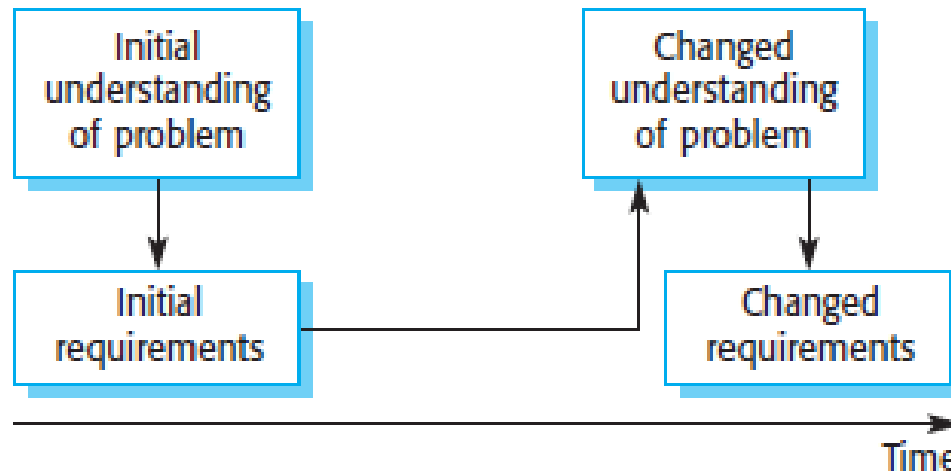 Initial
understanding
of problem
Changed
understanding
of problem
Initial
requirements
Changed
requirements
Time